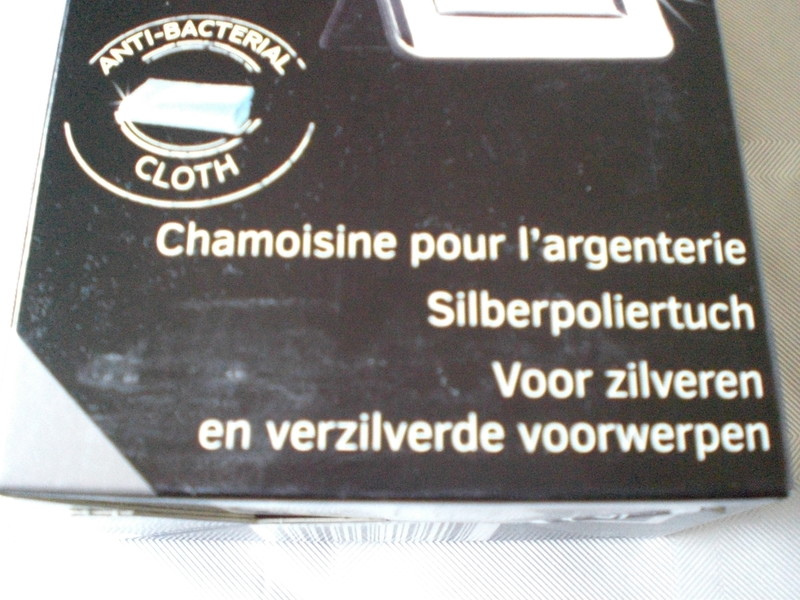 ANTI-BACTERIAL
CLOTH
Chamoisine pour l'argenterie
Silberpoliertuch
Voor zilveren
en verzilverde voorwerpen